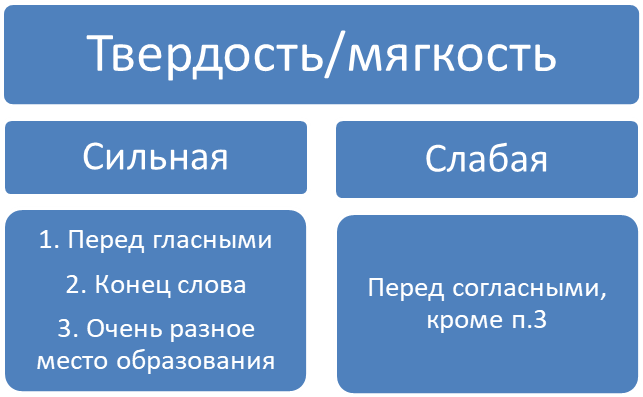 Твердость/мягкость
Сильная
Слабая
1. Перед гласными
2. Конец слова
3. Очень разное
место образования
Перед согласными,
кроме п.3